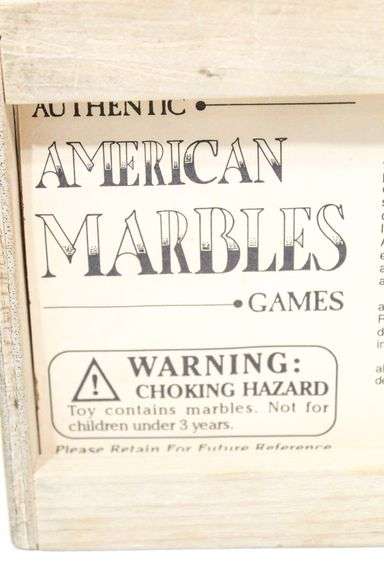 AUTHENTIC
AMERICAN
MARBLES
GAMES
WARNING:
CHOKING HAZARD
Toy contains marbles. Not for
children under 3 years.
Please Retain For Future Reference